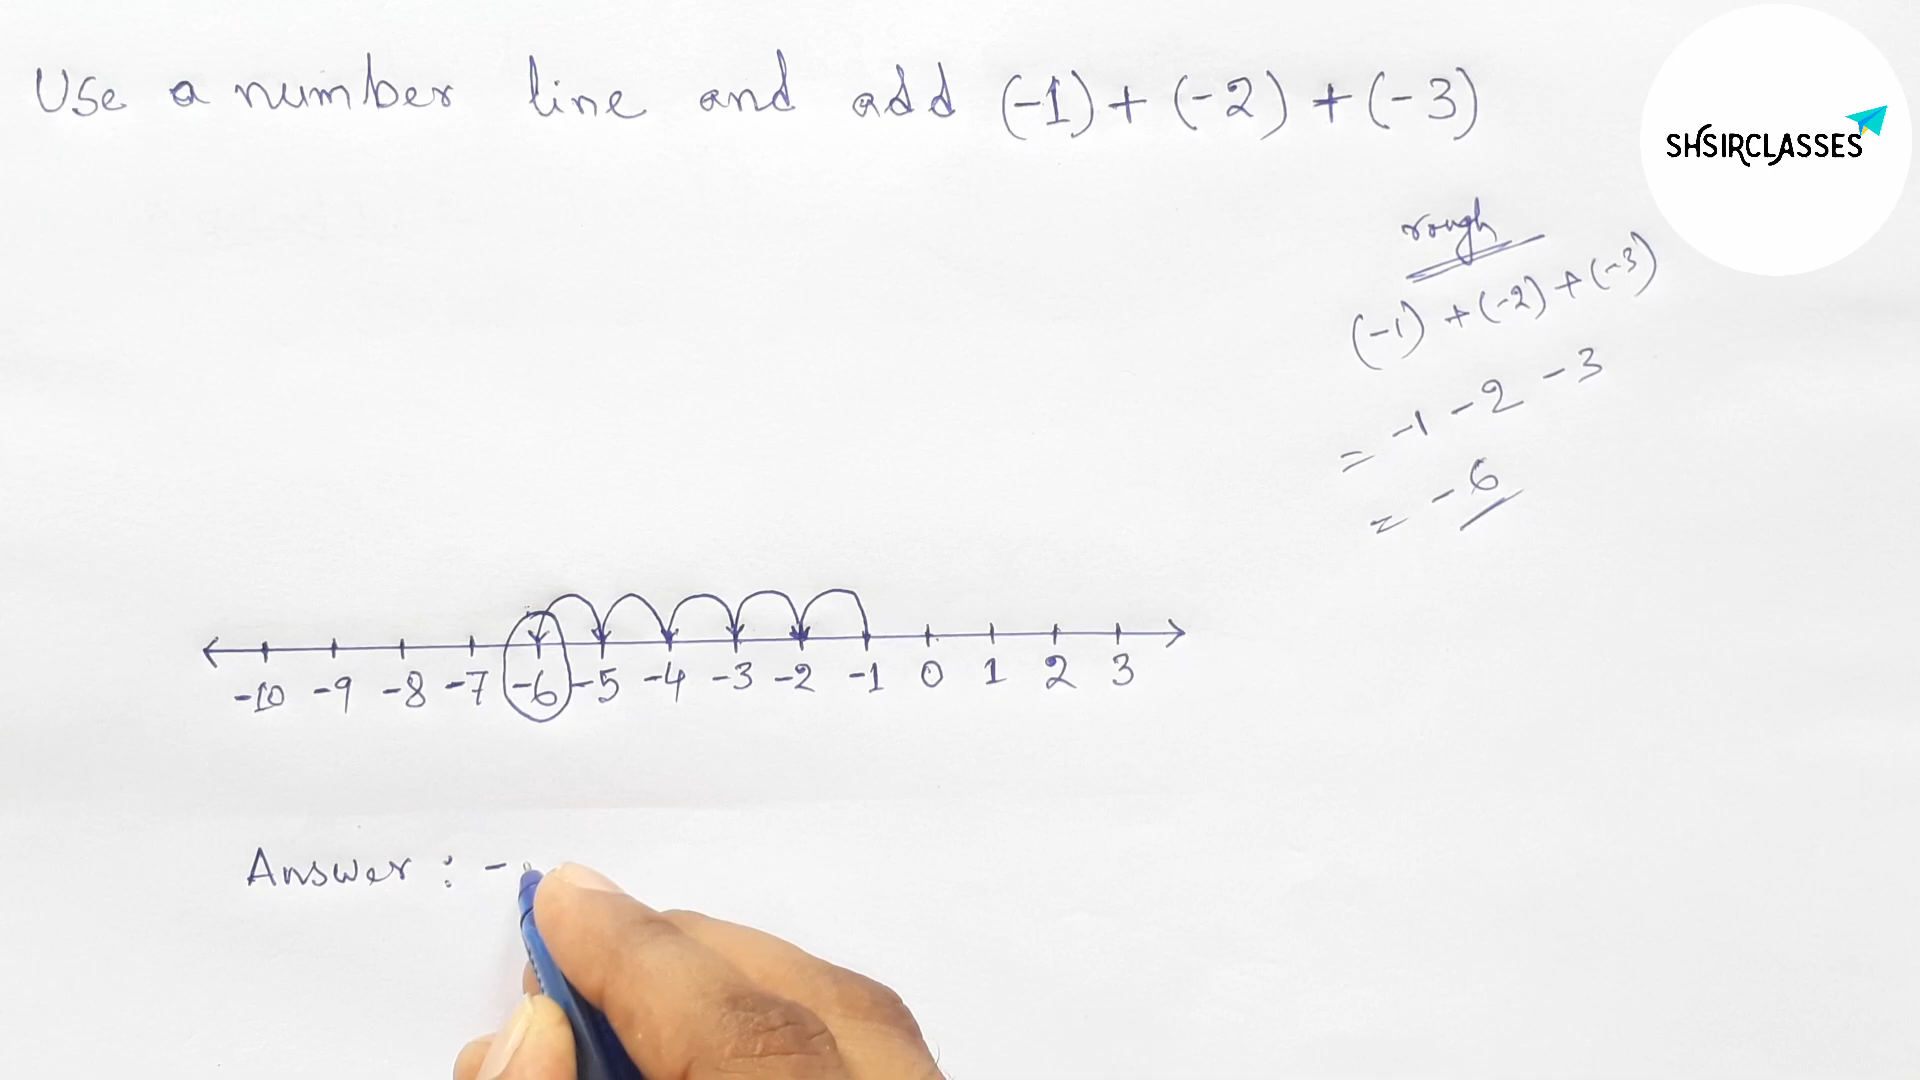 Use a number line and add (-1) + (-2) + (-3)
SHSIRCLASSES
rough
(-1) + (-2) + (-3)
= -1 -2 -3
= -6
-10 -9 -8 -7 -6 -5 -4 -3 -2 -1 0 1 2 3
Answer : -